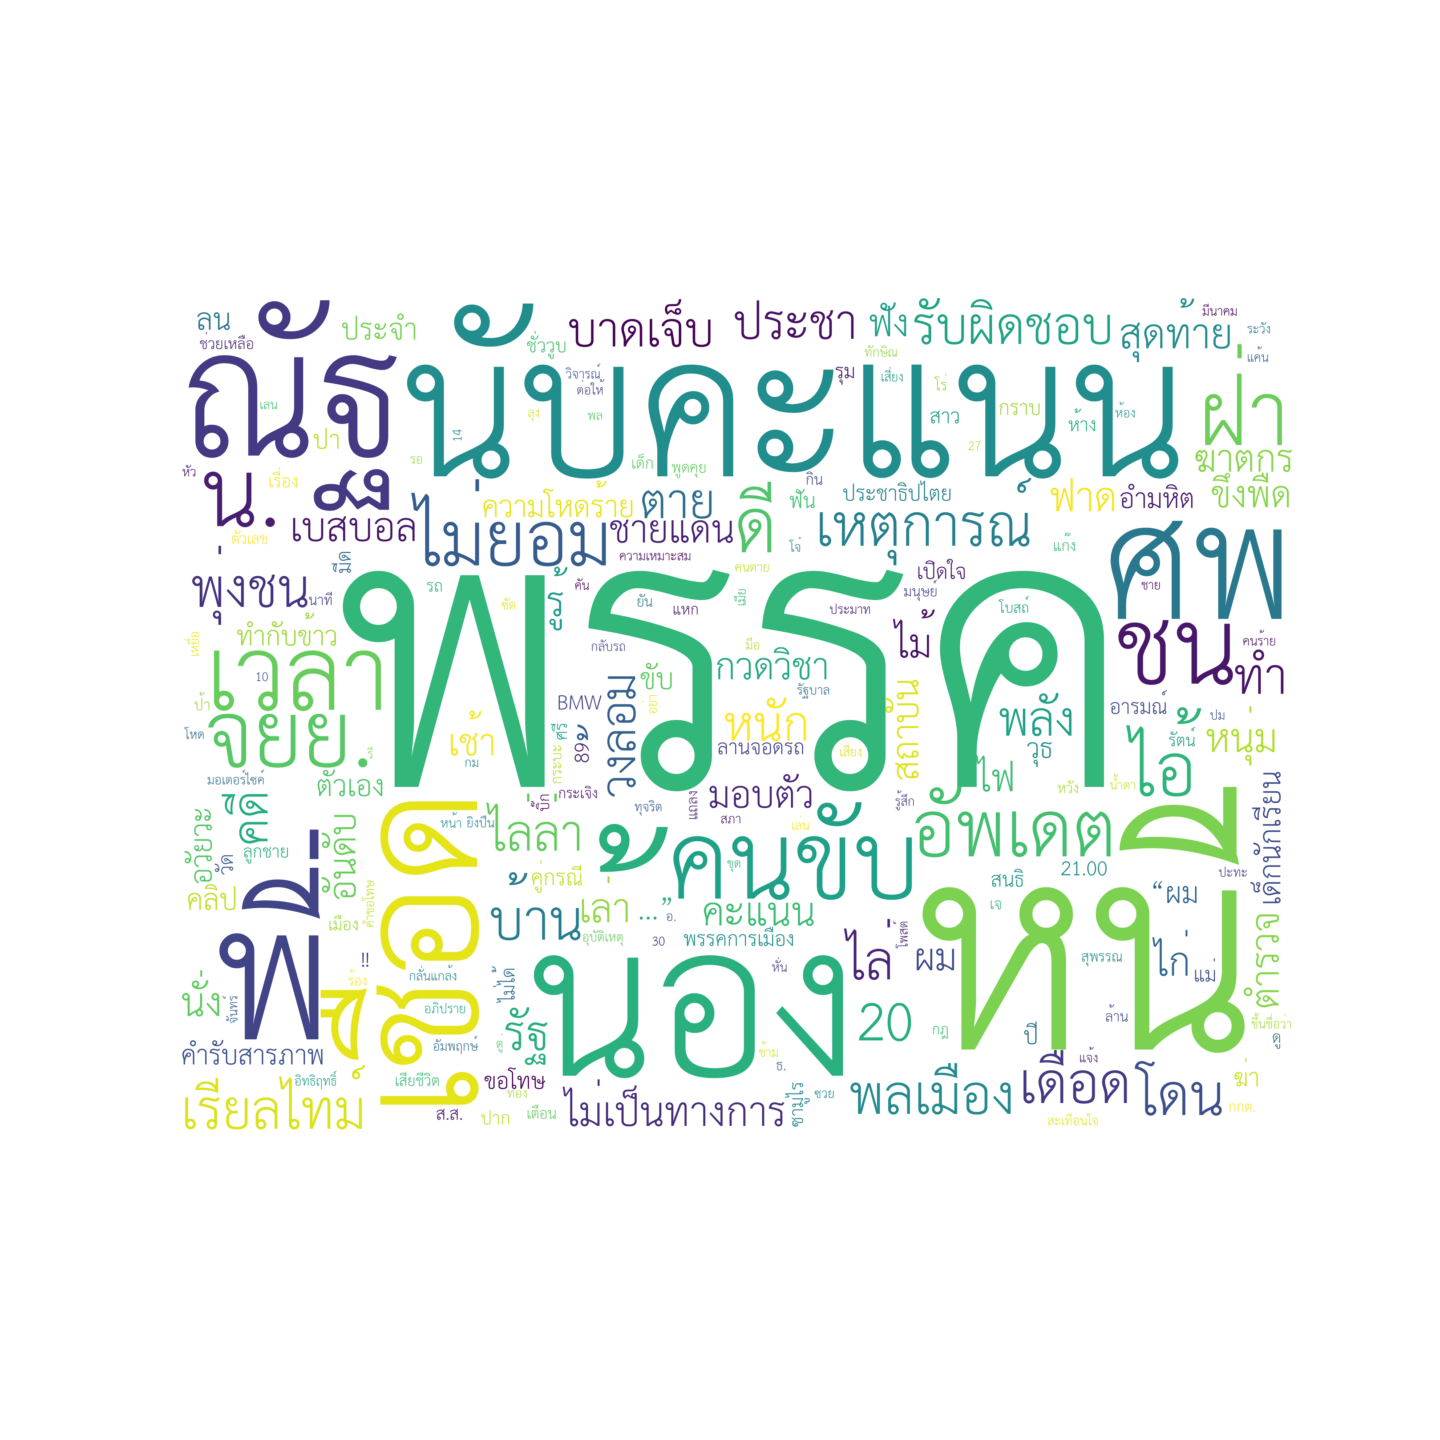 ณัฐ
นับคะแนน
พรรค
หนี
น้อง
พี่
เสือด
ศพ
ชน
ทำ
เวลา
จยย.
คนขับ
อัพเดต
น.
ไม่ยอม
เหตุการณ์
ดี
ฝ่า
บาดเจ็บ
ประชา
ฟัง
รับผิดชอบ
สุดท้าย
มีนาคม
ระวัง
แค้น
ลน
ช่วยเหลือ
ประจำ
ชั่ววูบ
วิจารณ์
ต่อให้
ทักษิณ
รุม
เสี่ยง
โร่
กราบ
ห้าง
ห้อง
สาว
ฆาตกร
ขึงพืด
เลน
ปา
หัว
เรื่อง
ตัวเลข
14
รอ
ลุง
พล
เด็ก
พูดคุย
กิน
27
ความโหดร้าย
ตาย
ฟัน
ประชาธิปไตย
ฟาด
อำมหิต
เบสบอล
ชายแดน
ความเหมาะสม
คนตาย
โจ๋
แก๊ง
เปิดใจ
มนุษย์
ชาย
พุ่งชน
นาที
มีด
รถ
รู้
คัน
ยัน
แหก
เมีย
ประมาท
โบสถ์
ไม้
คนร้าย
ทำกับข้าว
ซัด
กลับรถ
มือ
กวดวิชา
รัฐบาล
ขับ
10
ป้า
โหด
BMW
อย่า
วงลอม
หนัก
ลานจอดรถ
เสียง
สถาบัน
พลัง
วุธ
อารมณ์
ปม
รัตน์
หนุ่ม
ไอ้
เช้า
กม
89
กระบะ
กระเจิง
มอเตอร์ไซค์
ตัวเอง
ไฟ
หวัง
น้ำตา
มอบตัว
แถลง
ทุจริต
สภา
เล่น
รู้สึก
เด็กนักเรียน
อวัยวะ
คดี
วัด
ลูกชาย
อันดับ
คลิป
เมือง
คำขอโทษ
หน้า
ยิงปืน
ไล่ล่า
คู่กรณี
บ้าน
เล่า
... ”
อ.
คะแนน
ขุด
สนธิ
21.00
ปะทะ
“ผม
เจ
อุบัติเหตุ
30
พรรคการเมือง
โพสต์
ไล่
ผม
สุพรรณ
ไก่
แม่
ตำรวจ
นั่ง
จันทร์
!!
ร้อง
กลั่นแกล้ง
ไม่ได้
หั่น
อภิปราย
รัฐ
20
กฎ
ปี
ล้าน
ขึ้นชื่อว่า
ดู
คำรับสารภาพ
อัมพฤกษ์
ข้าม
ธ.
แจ้ง
อิทธิฤทธิ์
เสียชีวิต
ขอโทษ
ทอง
เดือด
ฆ่า
เรียลไทม์
ส.ส.
ปาก
เตือน
ไม่เป็นทางการ
ซามูไร
ซวย
พลเมือง
โดน
กกต.
สะเทือนใจ